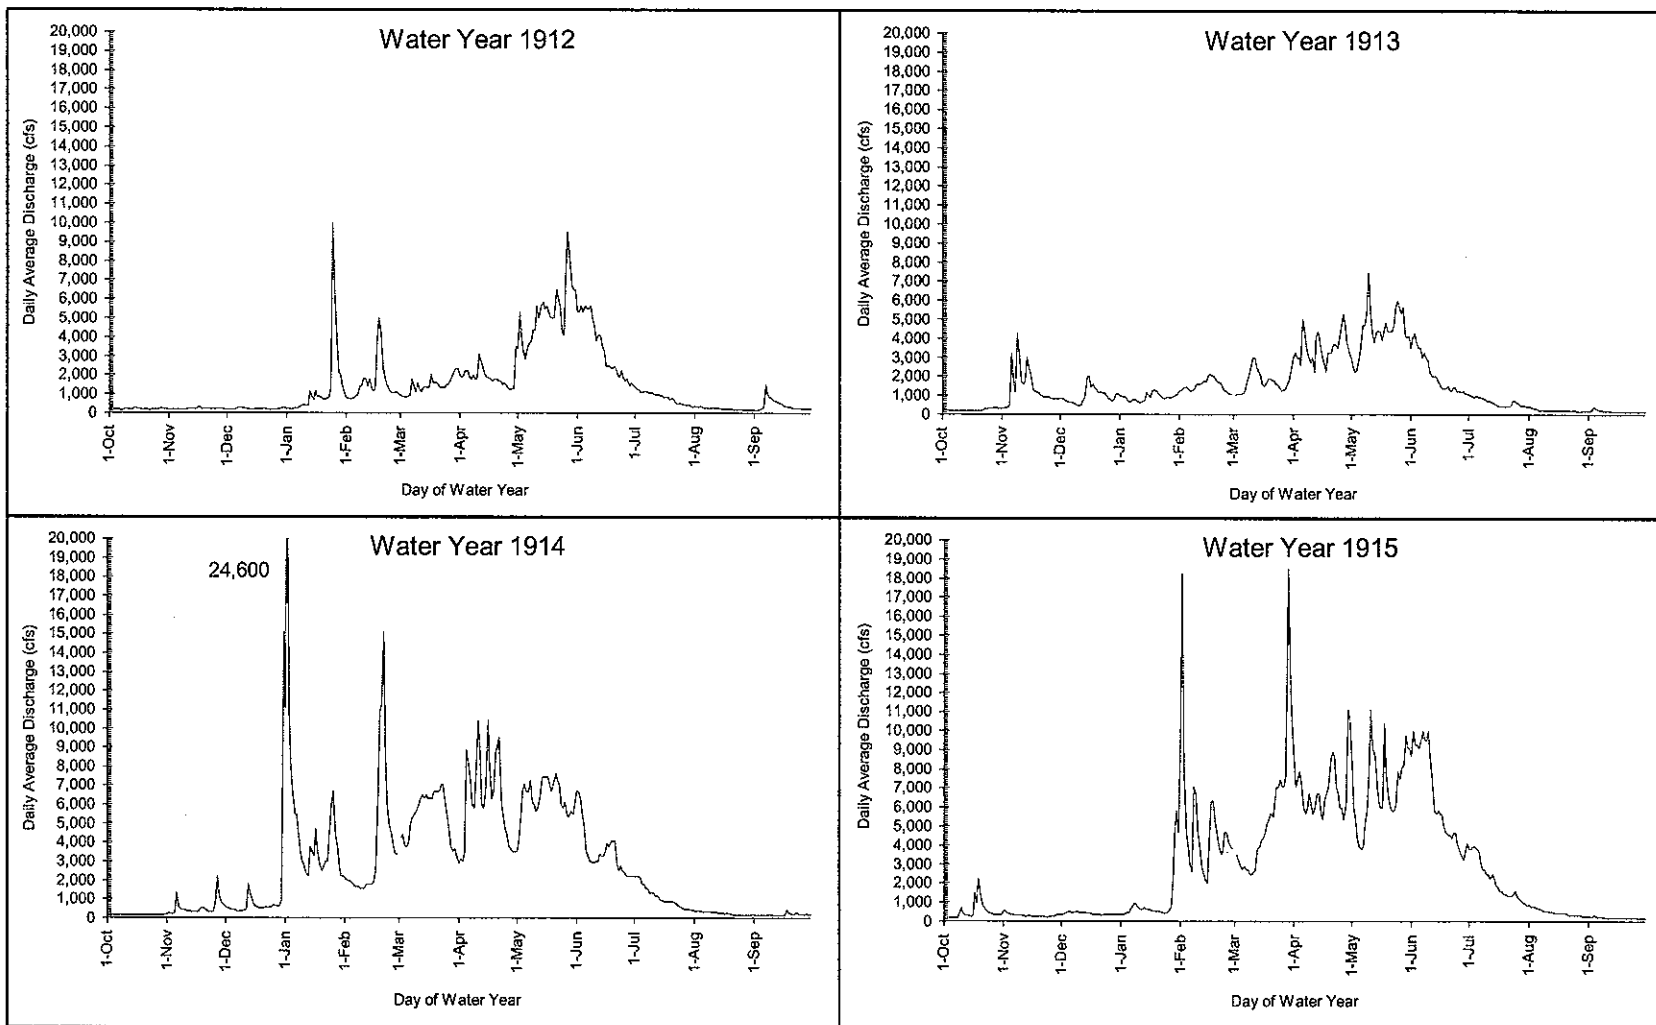 Water Year 1912
Daily Average Discharge (cfs)
20,000
19,000
18,000
17,000
16,000
15,000
14,000
13,000
12,000
11,000
10,000
9,000
8,000
7,000
6,000
5,000
4,000
3,000
2,000
1,000
0
1-Oct
1-Nov
1-Dec
1-Jan
1-Feb
1-Mar
1-Apr
1-May
1-Jun
1-Jul
1-Aug
1-Sep
Day of Water Year
Water Year 1913
Daily Average Discharge (cfs)
20,000
19,000
18,000
17,000
16,000
15,000
14,000
13,000
12,000
11,000
10,000
9,000
8,000
7,000
6,000
5,000
4,000
3,000
2,000
1,000
0
1-Oct
1-Nov
1-Dec
1-Jan
1-Feb
1-Mar
1-Apr
1-May
1-Jun
1-Jul
1-Aug
1-Sep
Day of Water Year
Water Year 1914
24,600
Daily Average Discharge (cfs)
20,000
19,000
18,000
17,000
16,000
15,000
14,000
13,000
12,000
11,000
10,000
9,000
8,000
7,000
6,000
5,000
4,000
3,000
2,000
1,000
0
1-Oct
1-Nov
1-Dec
1-Jan
1-Feb
1-Mar
1-Apr
1-May
1-Jun
1-Jul
1-Aug
1-Sep
Day of Water Year
Water Year 1915
Daily Average Discharge (cfs)
20,000
19,000
18,000
17,000
16,000
15,000
14,000
13,000
12,000
11,000
10,000
9,000
8,000
7,000
6,000
5,000
4,000
3,000
2,000
1,000
0
1-Oct
1-Nov
1-Dec
1-Jan
1-Feb
1-Mar
1-Apr
1-May
1-Jun
1-Jul
1-Aug
1-Sep
Day of Water Year